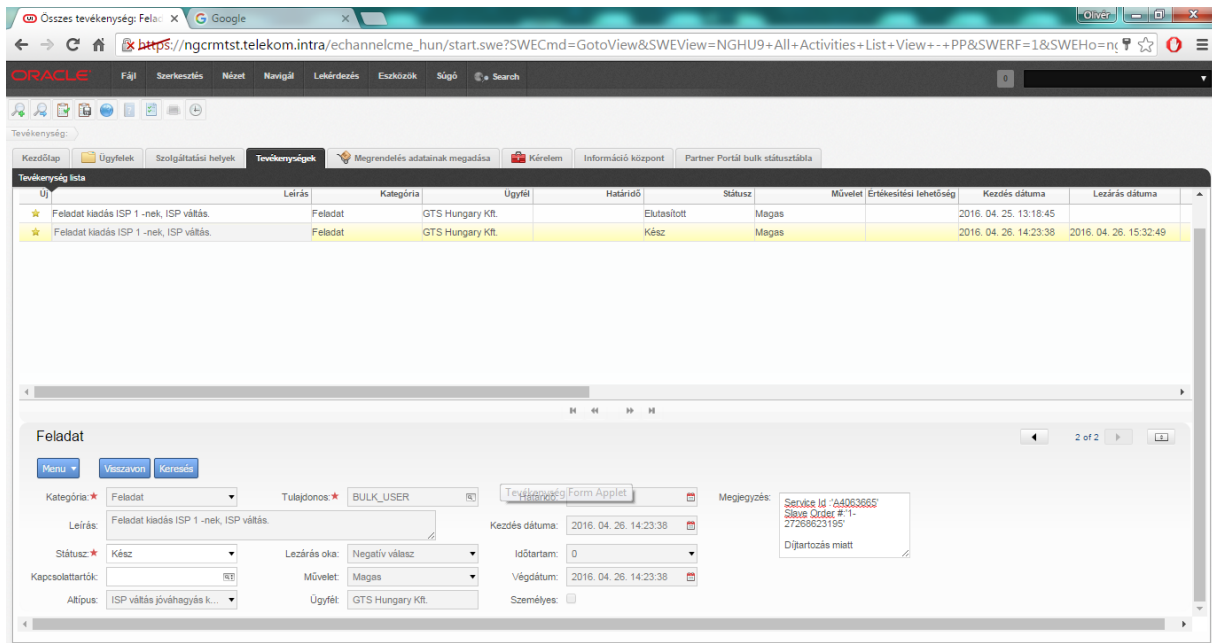 Összes tevékenység: Felac
Google
Olivér
https://ngcrmtst.telekom.intra/echannelcme_hun/start.swe?SWECmd=GotoView&SWEView=NGHU9+All+Activities+List+View+-+PP&SWERF=1&SWEHo=ng
ORACLE Fájl Szerkesztés Nézet Navigál Lekérdezés Eszközök Súgó Search 0
Tevékenység:
Kezdőlap Ügyfelek Szolgáltatási helyek Tevékenységek Megrendelés adatainak megadása Kérelem Információ központ Partner Portál bulk státusztábla
Tevékenység lista
Új Leírás Kategória Ügyfél Határidő Státusz Művelet Értékesítési lehetőség Kezdés dátuma Lezárás dátuma
Feladat kiadás ISP 1 -nek, ISP váltás. Feladat GTS Hungary Kft. Elutasított Magas 2016. 04. 25. 13:18:45
Feladat kiadás ISP 1 -nek, ISP váltás. Feladat GTS Hungary Kft. Kész Magas 2016. 04. 26. 14:23:38 2016. 04. 26. 15:32:49
Feladat 2 of 2
Menu Visszavon Keresés
Kategória:* Feladat Tulajdonos:* BULK_USER Határidő: Megjegyzés:
Tevékenység Form Applet
Service Id :'A4063665'
Slave Order #:'1-
27268623195'
Díjtartozás miatt
Leírás: Feladat kiadás ISP 1 -nek, ISP váltás. Kezdés dátuma: 2016. 04. 26. 14:23:38
Státusz:* Kész Lezárás oka: Negatív válasz Időtartam: 0
Kapcsolattartók: Művelet: Magas Végdátum: 2016. 04. 26. 14:23:38
Altípus: ISP váltás jóváhagyás k... Ügyfél: GTS Hungary Kft. Személyes: